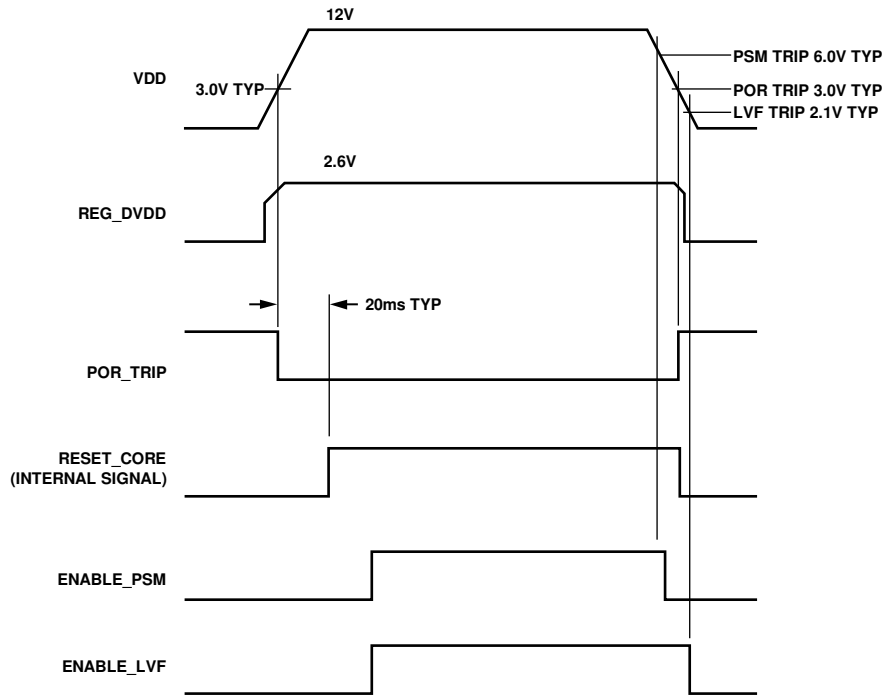 12V
PSM TRIP 6.0V TYP
VDD
3.0V TYP
POR TRIP 3.0V TYP
LVF TRIP 2.1V TYP
2.6V
REG_DVDD
20ms TYP
POR_TRIP
RESET_CORE
(INTERNAL SIGNAL)
ENABLE_PSM
ENABLE_LVF